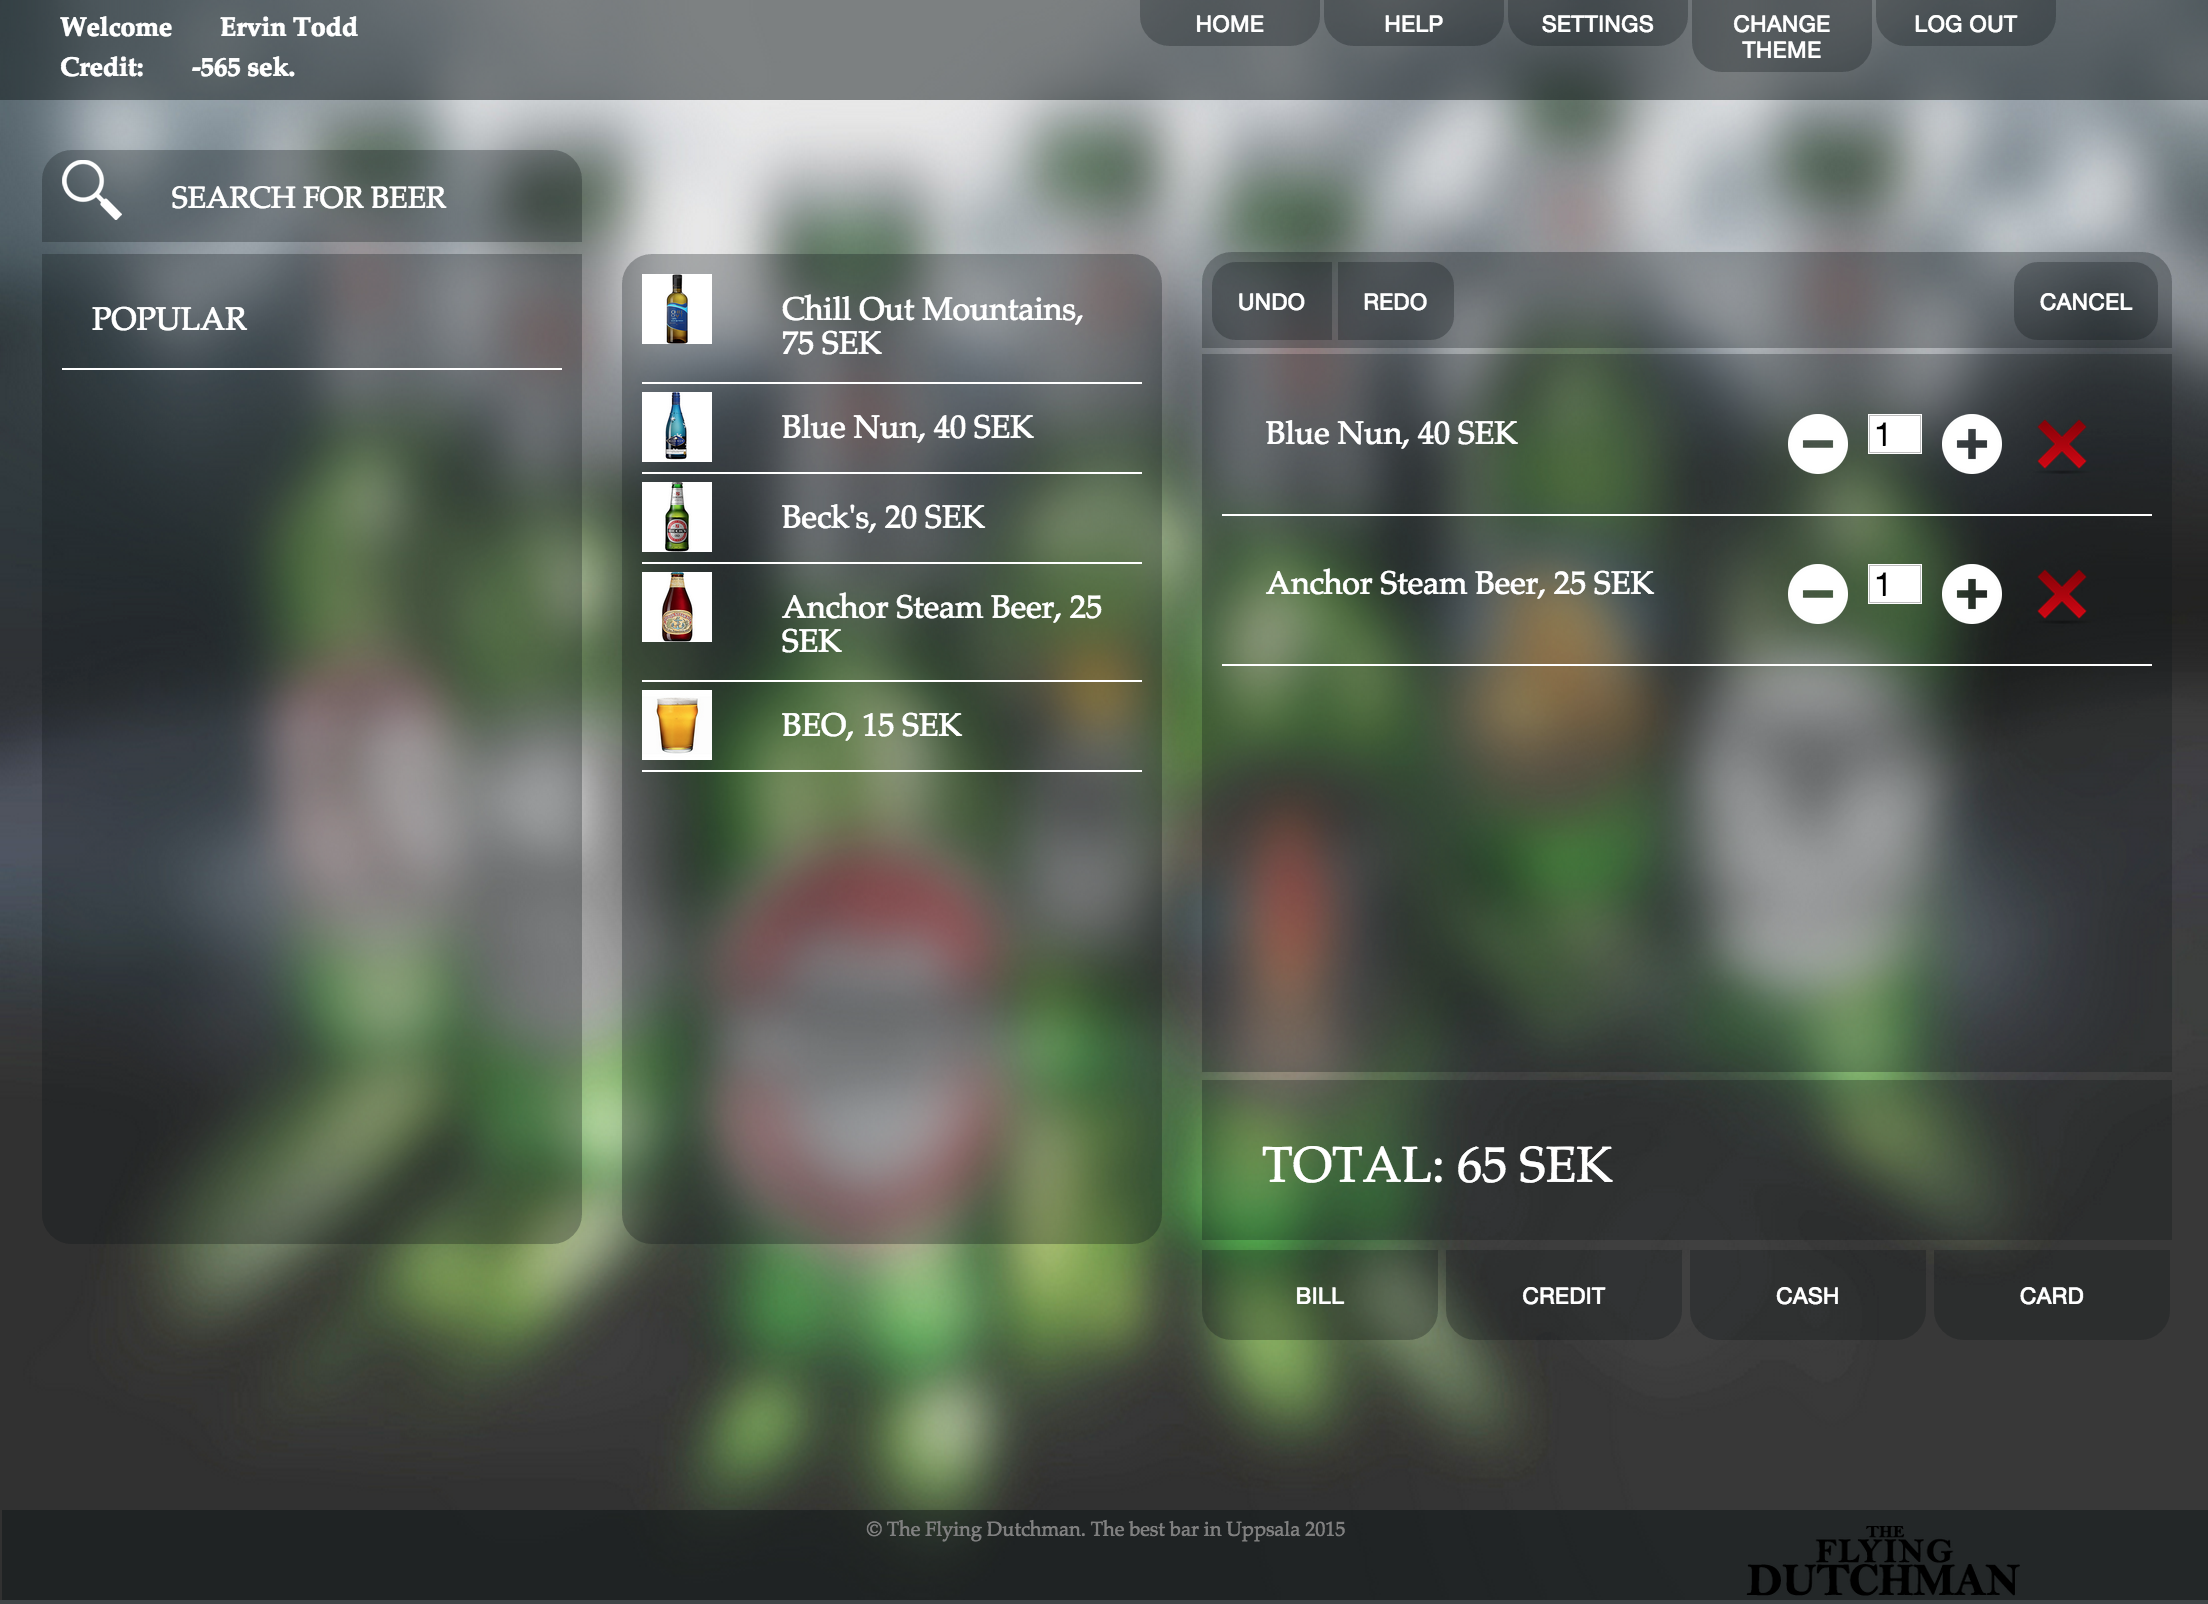 Welcome Ervin Todd
Credit: -565 sek.
HOME
HELP
SETTINGS
CHANGE
THEME
LOG OUT
SEARCH FOR BEER
POPULAR
Chill Out Mountains,
75 SEK
Blue Nun, 40 SEK
Beck's, 20 SEK
Anchor Steam Beer, 25
SEK
BEO, 15 SEK
UNDO
REDO
CANCEL
Blue Nun, 40 SEK
1
Anchor Steam Beer, 25 SEK
1
TOTAL: 65 SEK
BILL
CREDIT
CASH
CARD
© The Flying Dutchman. The best bar in Uppsala 2015
THE
FLYING
DUTCHMAN